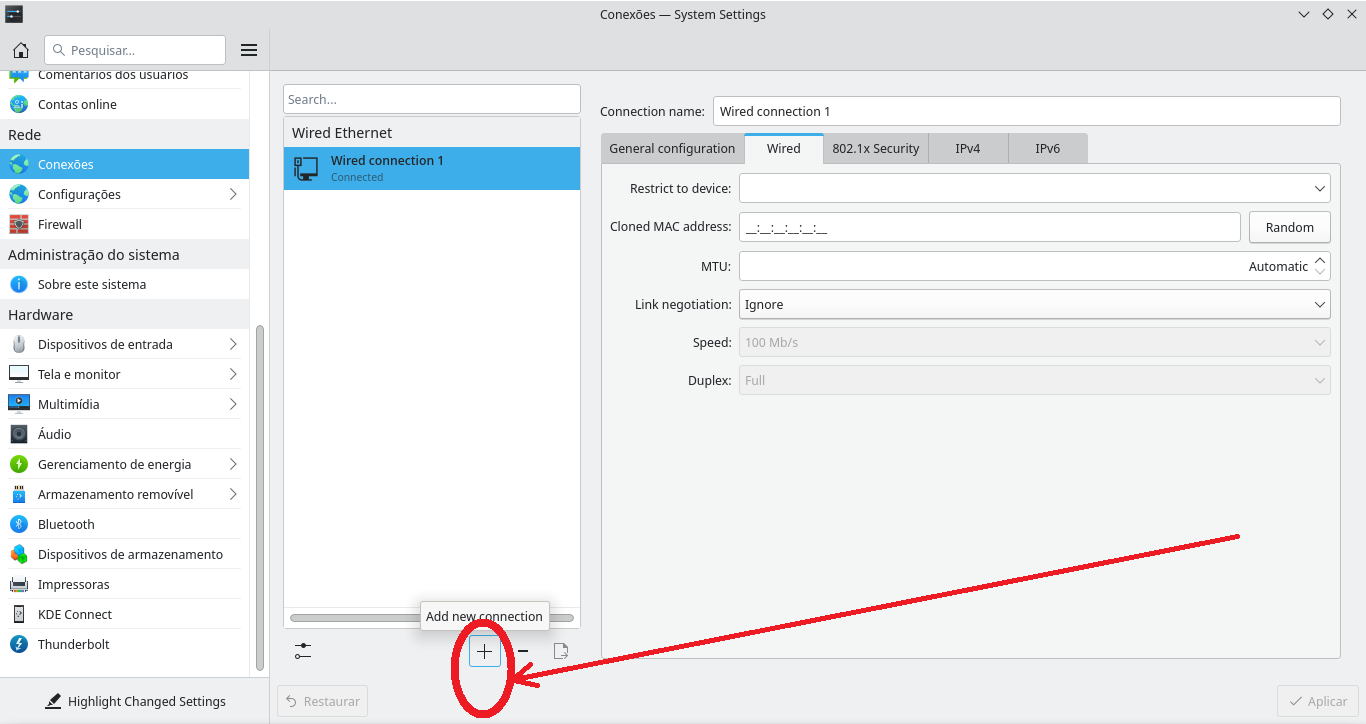 Conexões — System Settings
Pesquisar...
Comentários dos usuários
Contas online
Rede
Conexões
Configurações
Firewall
Administração do sistema
Sobre este sistema
Hardware
Dispositivos de entrada
Tela e monitor
Multimídia
Áudio
Gerenciamento de energia
Armazenamento removível
Bluetooth
Dispositivos de armazenamento
Impressoras
KDE Connect
Thunderbolt
Highlight Changed Settings
Search...
Wired Ethernet
Wired connection 1
Connected
Add new connection
Restaurar
Connection name: Wired connection 1
General configuration Wired 802.1x Security IPv4 IPv6
Restrict to device:
Cloned MAC address: __:__:__:__:__:__ Random
MTU: Automatic
Link negotiation: Ignore
Speed: 100 Mb/s
Duplex: Full
Aplicar